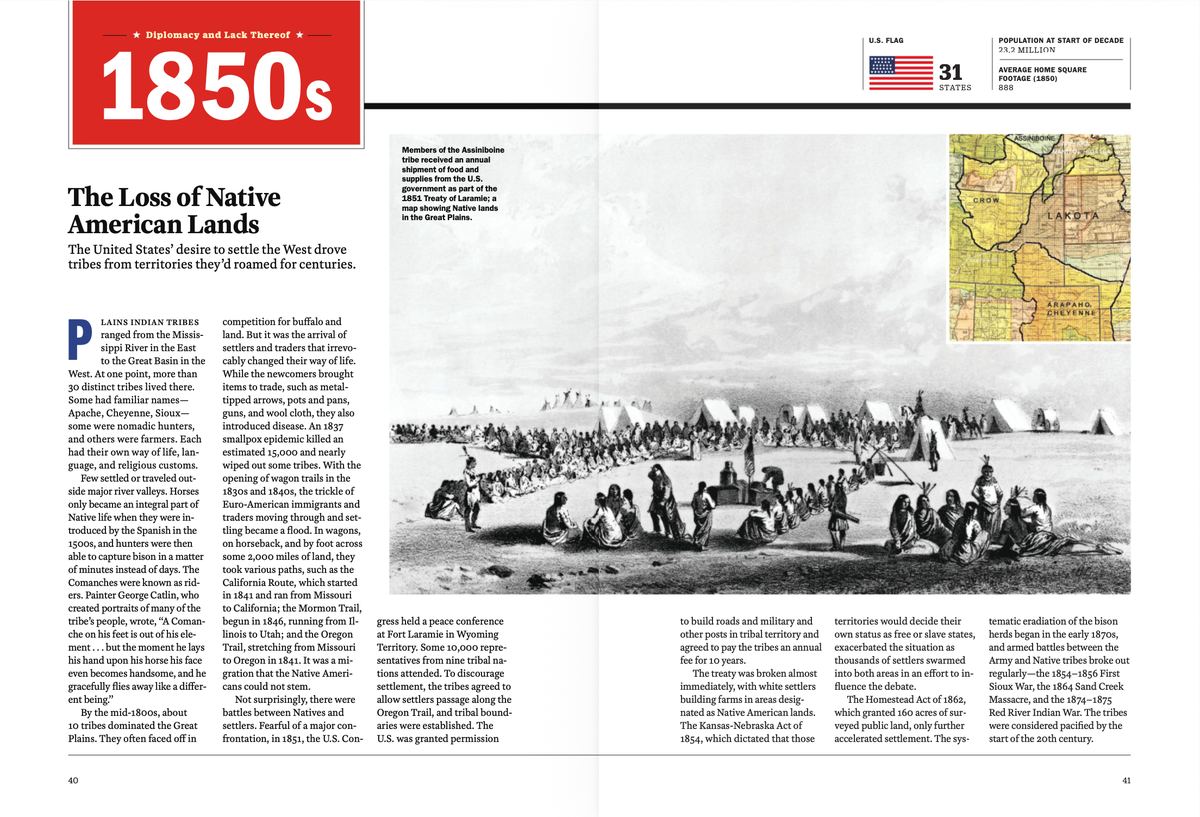 ★ Diplomacy and Lack Thereof ★
1850s
U.S. FLAG
31
STATES
POPULATION AT START OF DECADE
23.2 MILLION
AVERAGE HOME SQUARE
FOOTAGE (1850)
888
The Loss of Native
American Lands
The United States’ desire to settle the West drove
tribes from territories they’d roamed for centuries.
Members of the Assiniboine
tribe received an annual
shipment of food and
supplies from the U.S.
government as part of the
1851 Treaty of Laramie; a
map showing Native lands
in the Great Plains.
ASSINIBOINE
CROW
LAKOTA
ARAPAHO,
CHEYENNE
PLAINS INDIAN TRIBES
ranged from the Missis-
sippi River in the East
to the Great Basin in the
West. At one point, more than
30 distinct tribes lived there.
Some had familiar names—
Apache, Cheyenne, Sioux—
some were nomadic hunters,
and others were farmers. Each
had their own way of life, lan-
guage, and religious customs.
Few settled or traveled out-
side major river valleys. Horses
only became an integral part of
Native life when they were in-
troduced by the Spanish in the
1500s, and hunters were then
able to capture bison in a matter
of minutes instead of days. The
Comanches were known as rid-
ers. Painter George Catlin, who
created portraits of many of the
tribe’s people, wrote, “A Coman-
che on his feet is out of his ele-
ment . . . but the moment he lays
his hand upon his horse his face
even becomes handsome, and he
gracefully flies away like a differ-
ent being.”
By the mid-1800s, about
10 tribes dominated the Great
Plains. They often faced off in
competition for buffalo and
land. But it was the arrival of
settlers and traders that irrevo-
cably changed their way of life.
While the newcomers brought
items to trade, such as metal-
tipped arrows, pots and pans,
guns, and wool cloth, they also
introduced disease. An 1837
smallpox epidemic killed an
estimated 15,000 and nearly
wiped out some tribes. With the
opening of wagon trails in the
1830s and 1840s, the trickle of
Euro-American immigrants and
traders moving through and set-
tling became a flood. In wagons,
on horseback, and by foot across
some 2,000 miles of land, they
took various paths, such as the
California Route, which started
in 1841 and ran from Missouri
to California; the Mormon Trail,
begun in 1846, running from Il-
linois to Utah; and the Oregon
Trail, stretching from Missouri
to Oregon in 1841. It was a mi-
gration that the Native Ameri-
cans could not stem.
Not surprisingly, there were
battles between Natives and
settlers. Fearful of a major con-
frontation, in 1851, the U.S. Con-
gress held a peace conference
at Fort Laramie in Wyoming
Territory. Some 10,000 repre-
sentatives from nine tribal na-
tions attended. To discourage
settlement, the tribes agreed to
allow settlers passage along the
Oregon Trail, and tribal bound-
aries were established. The
U.S. was granted permission
to build roads and military and
other posts in tribal territory and
agreed to pay the tribes an annual
fee for 10 years.
The treaty was broken almost
immediately, with white settlers
building farms in areas desig-
nated as Native American lands.
The Kansas-Nebraska Act of
1854, which dictated that those
territories would decide their
own status as free or slave states,
exacerbated the situation as
thousands of settlers swarmed
into both areas in an effort to in-
fluence the debate.
The Homestead Act of 1862,
which granted 160 acres of sur-
veyed public land, only further
accelerated settlement. The sys-
tematic eradiation of the bison
herds began in the early 1870s,
and armed battles between the
Army and Native tribes broke out
regularly—the 1854–1856 First
Sioux War, the 1864 Sand Creek
Massacre, and the 1874–1875
Red River Indian War. The tribes
were considered pacified by the
start of the 20th century.
40
41